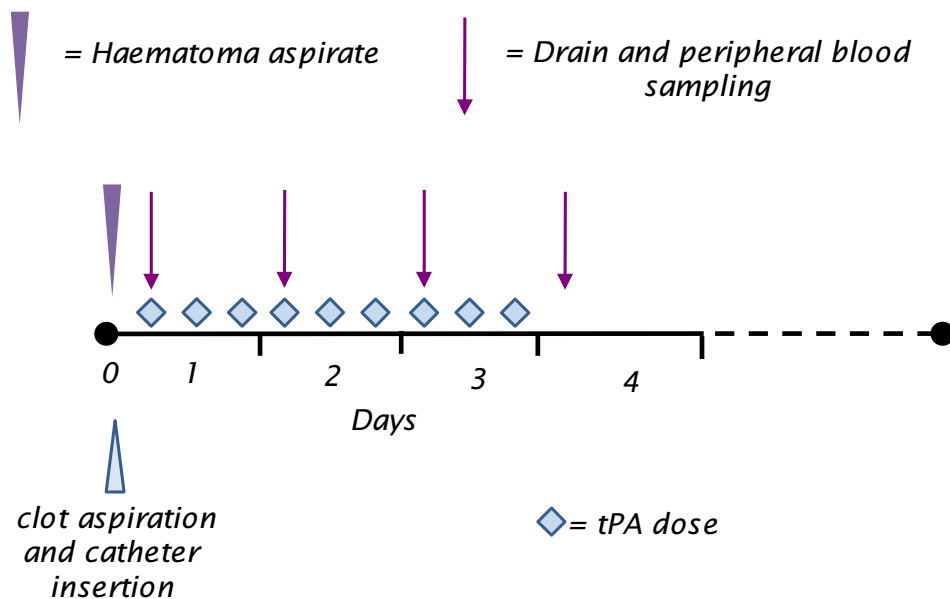 = Haematoma aspirate
= Drain and peripheral blood
sampling
0
1
2
3
4
Days
clot aspiration
and catheter
insertion
= tPA dose